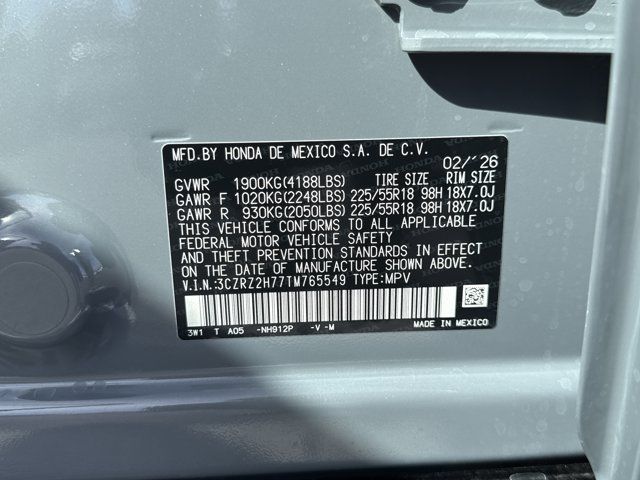 MFD.BY HONDA DE MEXICO S.A. DE C.V.
02/'26
GVWR 1900KG(4188LBS) TIRE SIZE RIM SIZE
GAWR F 1020KG(2248LBS) 225/55R18 98H 18X7.0J
GAWR R 930KG(2050LBS) 225/55R18 98H 18X7.0J
THIS VEHICLE CONFORMS TO ALL APPLICABLE
FEDERAL MOTOR VEHICLE SAFETY
AND THEFT PREVENTION STANDARDS IN EFFECT
ON THE DATE OF MANUFACTURE SHOWN ABOVE.
V.I.N.:3CZRZ2H77TM765549 TYPE:MPV
3W1 T A05 -NH912P -V -M MADE IN MEXICO